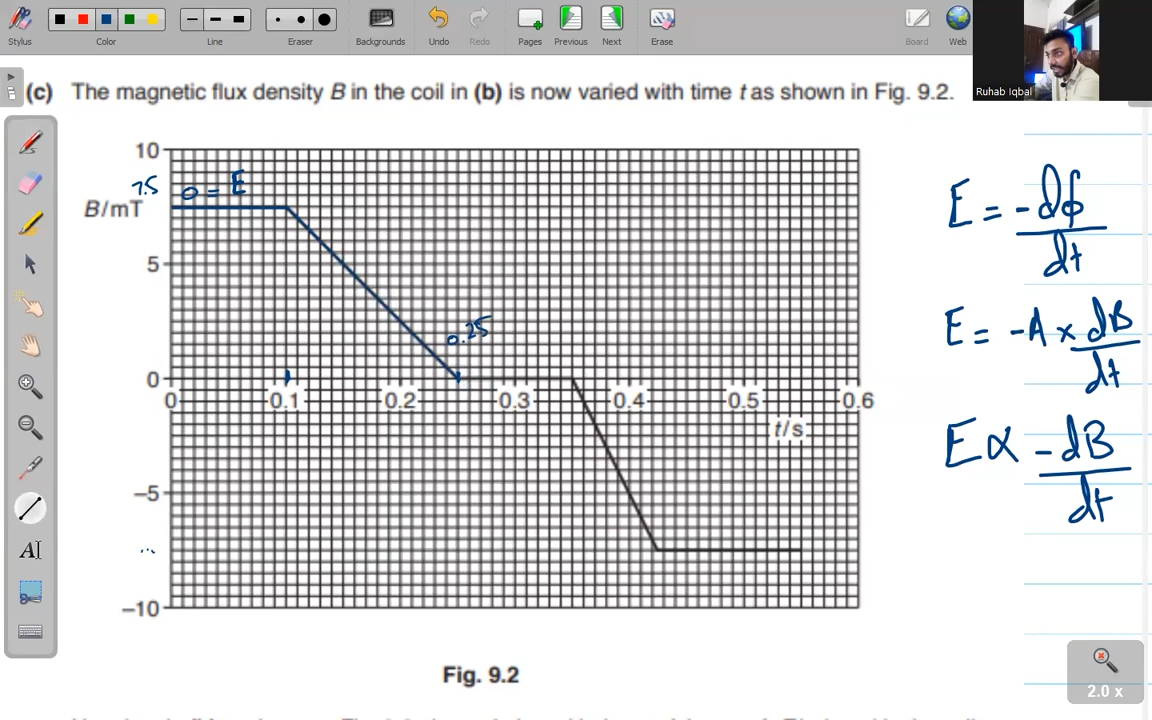 Stylus
Color
Line
Eraser
Backgrounds
Undo
Redo
Pages
Previous
Next
Erase
Board
Web
Ruhab Iqbal
(c) The magnetic flux density B in the coil in (b) is now varied with time t as shown in Fig. 9.2.
10
7.5
0 = E
B/mT
5
0.25
0
0 0.1 0.2 0.3 0.4 0.5 0.6
t/s
−5
−10
Fig. 9.2
E = -dϕ/dt
E = -A × dB/dt
E ∝ -dB/dt
A
2.0 x